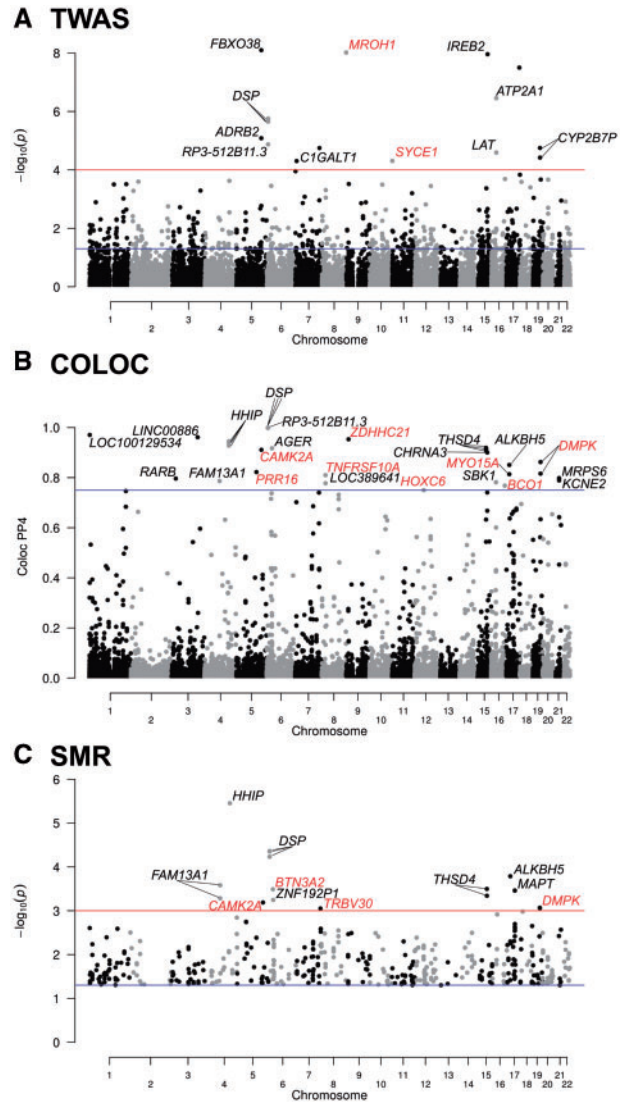 A TWAS
FBXO38
MROH1
IREB2
DSP
ATP2A1
ADRB2
RP3-512B11.3
C1GALT1
SYCE1
LAT
CYP2B7P
−log10(p)
8
6
4
2
0
1 2 3 4 5 6 7 8 9 10 11 12 13 14 15 16 17 18 19 20 21 22
Chromosome
B COLOC
DSP
HHIP
LINC00886
LOC100129534
RP3-512B11.3
AGER
ZDHHC21
CAMK2A
THSD4
ALKBH5
CHRNA3
DMPK
RARB
FAM13A1
PRR16
TNFRSF10A
LOC389641
HOXC6
MYO15A
SBK1
BCO1
MRPS6
KCNE2
Coloc PP4
1.0
0.8
0.6
0.4
0.2
0.0
1 2 3 4 5 6 7 8 9 10 11 12 13 14 15 16 17 18 19 20 21 22
Chromosome
C SMR
HHIP
DSP
FAM13A1
BTN3A2
ZNF192P1
CAMK2A
TRBV30
THSD4
ALKBH5
MAPT
DMPK
−log10(p)
6
5
4
3
2
1
0
1 2 3 4 5 6 7 8 9 10 11 12 13 14 15 16 17 18 19 20 21 22
Chromosome